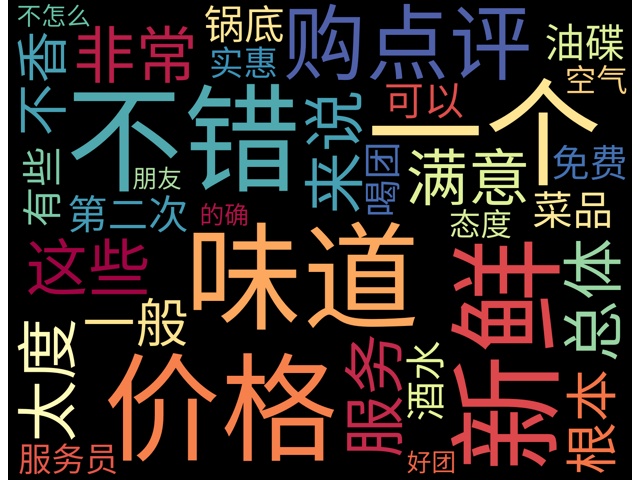 不怎么
不香
非常
锅底
实惠
购点评
油碟
空气
不错
来说
可以
一个
有些
朋友
喝团
满意
免费
第二次
的确
态度
菜品
这些
味道
新鲜
总体
一般
太度
价格
服务
酒水
根本
服务员
好团